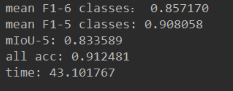 mean F1-6 classes:  0.857170
mean F1-5 classes: 0.908058
mIoU-5: 0.833589
all acc: 0.912481
time: 43.101767